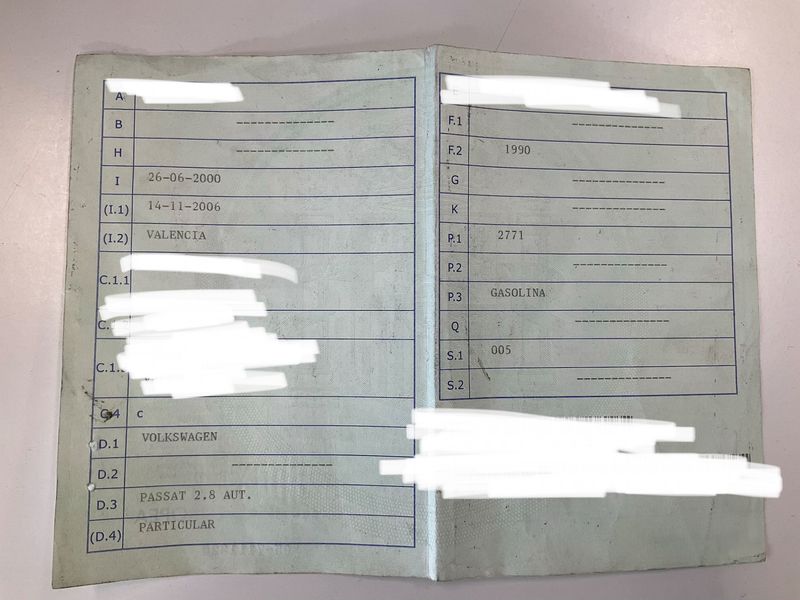 A
B ---------------
H ---------------
I 26-06-2000
(I.1) 14-11-2006
(I.2) VALENCIA
C.1.1
C.4 c
D.1 VOLKSWAGEN
D.2 ---------------
D.3 PASSAT 2.8 AUT.
(D.4) PARTICULAR
F.1 --------------
F.2 1990
G --------------
K --------------
P.1 2771
P.2 --------------
P.3 GASOLINA
Q --------------
S.1 005
S.2 --------------